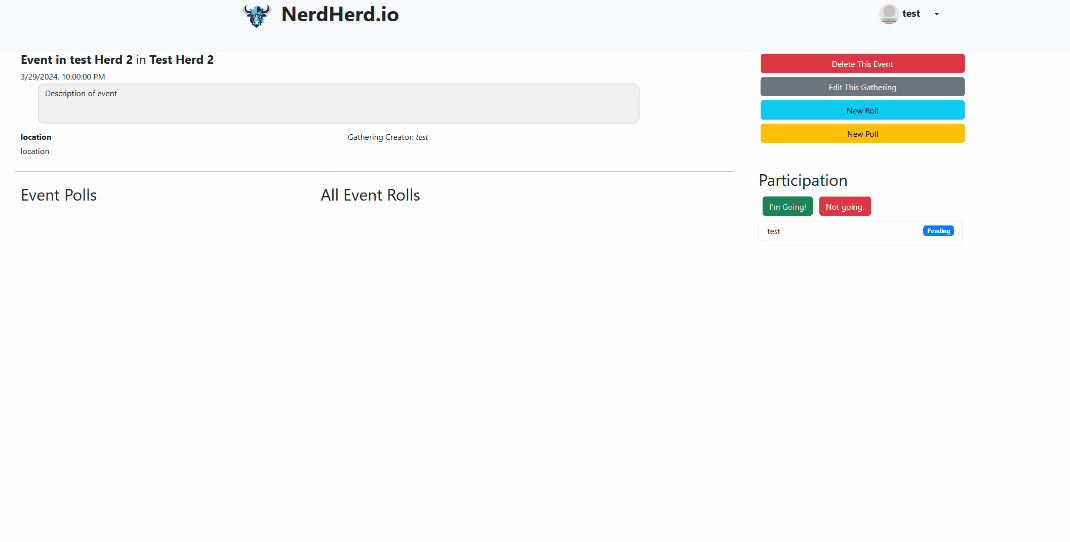 NerdHerd.io
test
Event in test Herd 2 in Test Herd 2
3/29/2024, 10:00:00 PM
Description of event
location
Gathering Creator: test
location
Event Polls
All Event Rolls
Delete This Event
Edit This Gathering
New Roll
New Poll
Participation
I'm Going!
Not going.
test
Pending